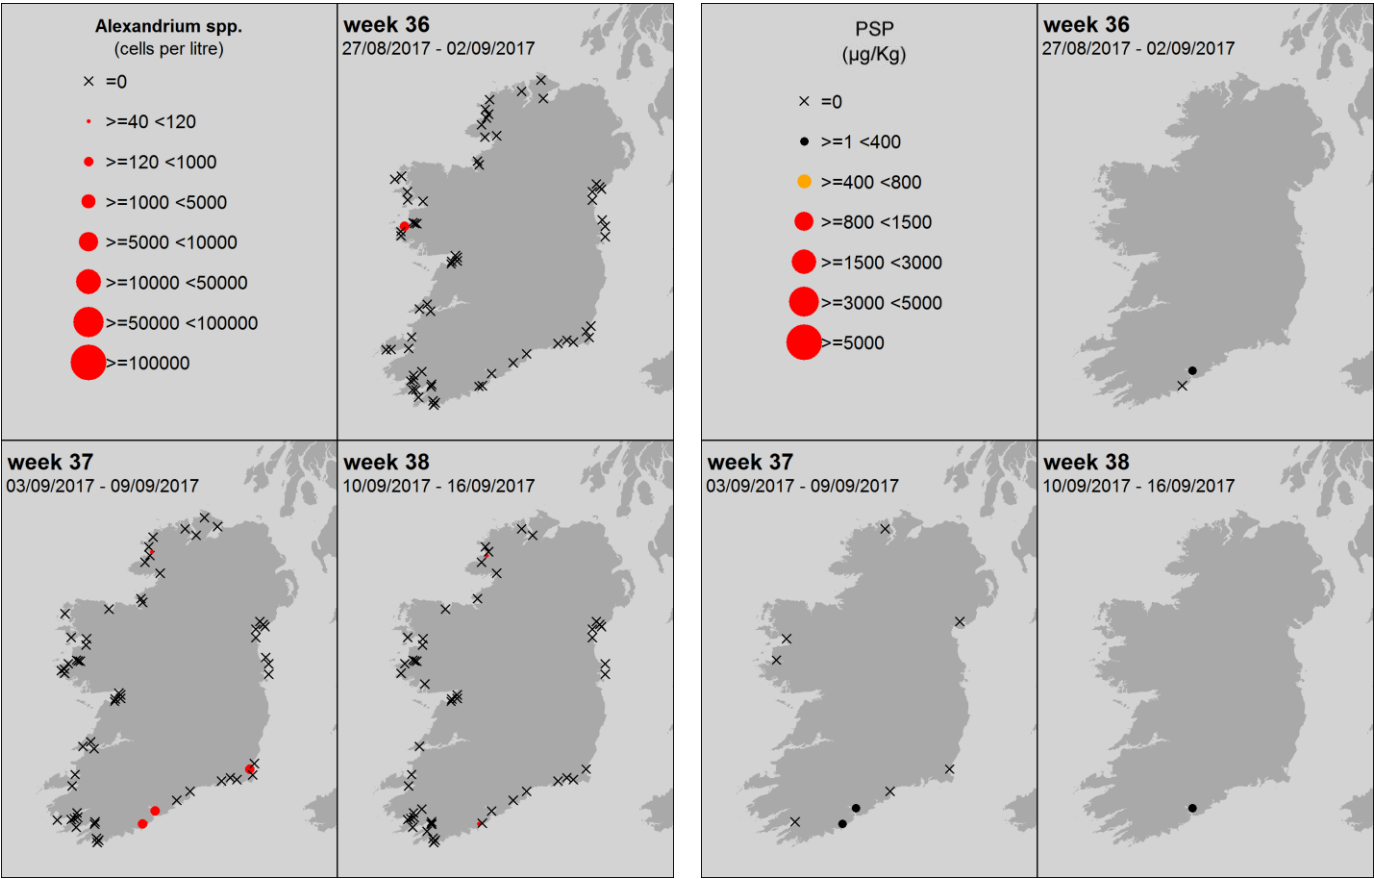 Alexandrium spp.
(cells per litre)
=0
>=40 <120
>=120 <1000
>=1000 <5000
>=5000 <10000
>=10000 <50000
>=50000 <100000
>=100000
week 36
27/08/2017 - 02/09/2017
week 37
03/09/2017 - 09/09/2017
week 38
10/09/2017 - 16/09/2017
PSP
(µg/Kg)
=0
>=1 <400
>=400 <800
>=800 <1500
>=1500 <3000
>=3000 <5000
>=5000
week 36
27/08/2017 - 02/09/2017
week 37
03/09/2017 - 09/09/2017
week 38
10/09/2017 - 16/09/2017